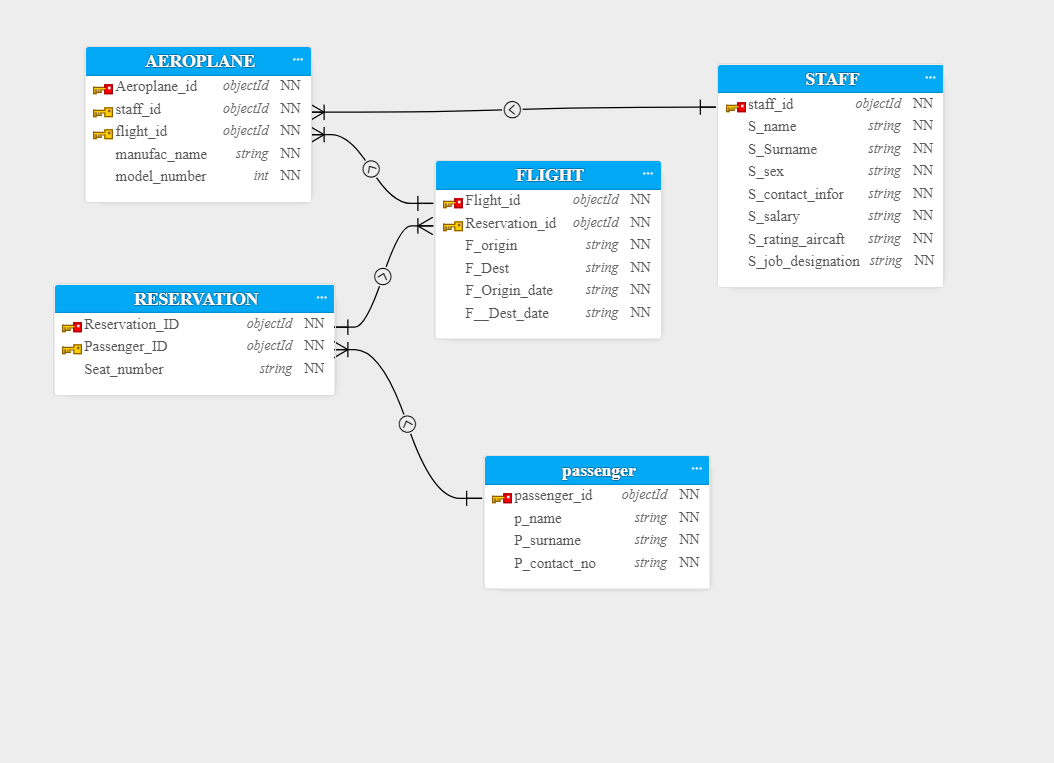 AEROPLANE ...
Aeroplane_id objectId NN
staff_id objectId NN
flight_id objectId NN
manufac_name string NN
model_number int NN
STAFF ...
staff_id objectId NN
S_name string NN
S_Surname string NN
S_sex string NN
S_contact_infor string NN
S_salary string NN
S_rating_aircaft string NN
S_job_designation string NN
FLIGHT ...
Flight_id objectId NN
Reservation_id objectId NN
F_origin string NN
F_Dest string NN
F_Origin_date string NN
F__Dest_date string NN
RESERVATION ...
Reservation_ID objectId NN
Passenger_ID objectId NN
Seat_number string NN
passenger ...
passenger_id objectId NN
p_name string NN
P_surname string NN
P_contact_no string NN